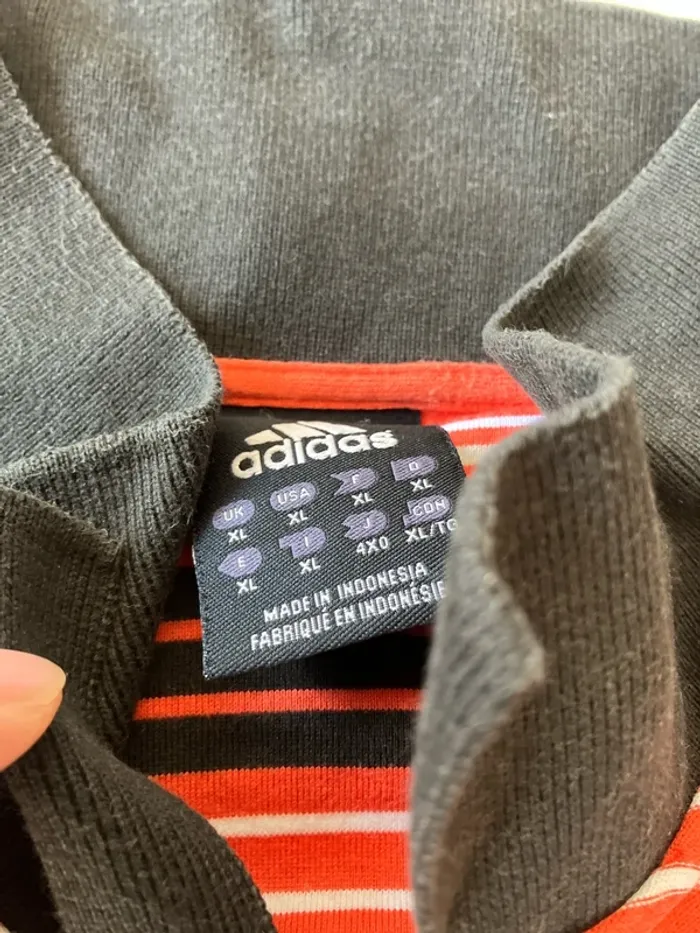 adidas
UK USA F D
XL XL XL XL
E I J CDN
XL XL 4XO XL/TG
MADE IN INDONESIA
FABRIQUÉ EN INDONÉSIE